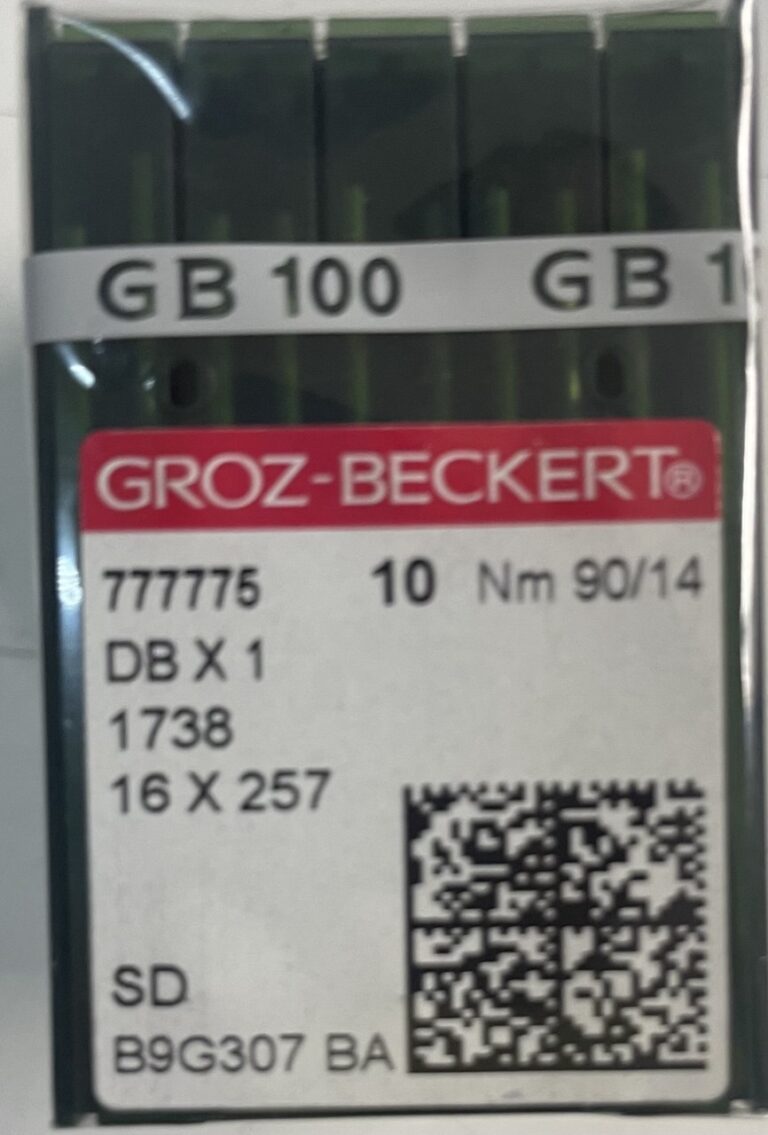 GB 100 GB 1
GROZ-BECKERT®
777775 10 Nm 90/14
DB X 1
1738
16 X 257
SD
B9G307 BA